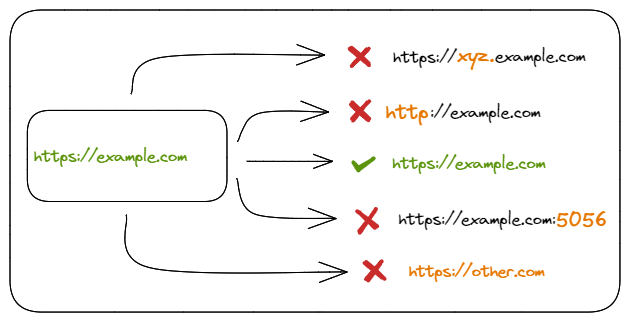 https://xyz.example.com
http://example.com
https://example.com
https://example.com
https://example.com:5056
https://other.com